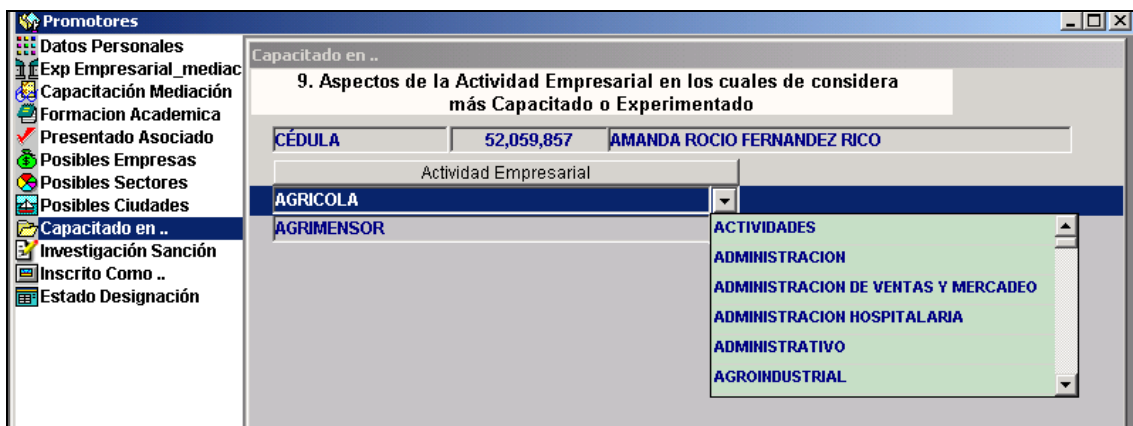 Promotores
Datos Personales
Exp Empresarial_mediac
Capacitación Mediación
Formacion Academica
Presentado Asociado
Posibles Empresas
Posibles Sectores
Posibles Ciudades
Capacitado en ..
Investigación Sanción
Inscrito Como ..
Estado Designación
Capacitado en ..
9. Aspectos de la Actividad Empresarial en los cuales de considera
más Capacitado o Experimentado
CÉDULA 52,059,857 AMANDA ROCIO FERNANDEZ RICO
Actividad Empresarial
AGRICOLA
AGRIMENSOR
ACTIVIDADES
ADMINISTRACION
ADMINISTRACION DE VENTAS Y MERCADEO
ADMINISTRACION HOSPITALARIA
ADMINISTRATIVO
AGROINDUSTRIAL